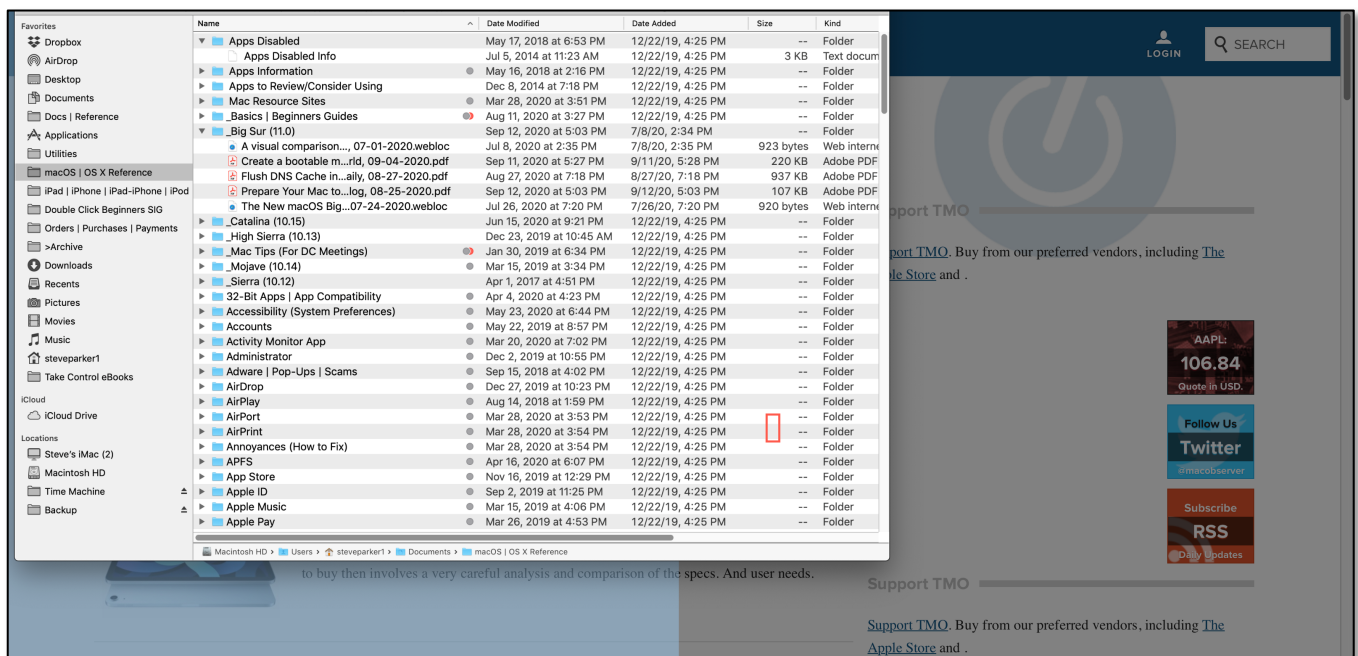 Favorites
Dropbox
AirDrop
Desktop
Documents
Docs | Reference
Applications
Utilities
macOS | OS X Reference
iPad | iPhone | iPad-iPhone | iPod
Double Click Beginners SIG
Orders | Purchases | Payments
>Archive
Downloads
Recents
Pictures
Movies
Music
steveparker1
Take Control eBooks
iCloud
iCloud Drive
Locations
Steve's iMac (2)
Macintosh HD
Time Machine
Backup
Name Date Modified Date Added Size Kind
Apps Disabled May 17, 2018 at 6:53 PM 12/22/19, 4:25 PM -- Folder
Apps Disabled Info Jul 5, 2014 at 11:23 AM 12/22/19, 4:25 PM 3 KB Text docum
Apps Information May 16, 2018 at 2:16 PM 12/22/19, 4:25 PM -- Folder
Apps to Review/Consider Using Dec 8, 2014 at 7:18 PM 12/22/19, 4:25 PM -- Folder
Mac Resource Sites Mar 28, 2020 at 3:51 PM 12/22/19, 4:25 PM -- Folder
_Basics | Beginners Guides Aug 11, 2020 at 3:27 PM 12/22/19, 4:25 PM -- Folder
_Big Sur (11.0) Sep 12, 2020 at 5:03 PM 7/8/20, 2:34 PM -- Folder
A visual comparison..., 07-01-2020.webloc Jul 8, 2020 at 2:35 PM 7/8/20, 2:35 PM 923 bytes Web interne
Create a bootable m...rld, 09-04-2020.pdf Sep 11, 2020 at 5:27 PM 9/11/20, 5:28 PM 220 KB Adobe PDF
Flush DNS Cache in...aily, 08-27-2020.pdf Aug 27, 2020 at 7:18 PM 8/27/20, 7:18 PM 937 KB Adobe PDF
Prepare Your Mac to...log, 08-25-2020.pdf Sep 12, 2020 at 5:03 PM 9/12/20, 5:03 PM 107 KB Adobe PDF
The New macOS Big...07-24-2020.webloc Jul 26, 2020 at 7:20 PM 7/26/20, 7:20 PM 920 bytes Web interne
_Catalina (10.15) Jun 15, 2020 at 9:21 PM 12/22/19, 4:25 PM -- Folder
_High Sierra (10.13) Dec 23, 2019 at 10:45 AM 12/22/19, 4:25 PM -- Folder
_Mac Tips (For DC Meetings) Jan 30, 2019 at 6:34 PM 12/22/19, 4:25 PM -- Folder
_Mojave (10.14) Mar 15, 2019 at 3:34 PM 12/22/19, 4:25 PM -- Folder
_Sierra (10.12) Apr 1, 2017 at 4:51 PM 12/22/19, 4:25 PM -- Folder
32-Bit Apps | App Compatibility Apr 4, 2020 at 4:23 PM 12/22/19, 4:25 PM -- Folder
Accessibility (System Preferences) May 23, 2020 at 6:44 PM 12/22/19, 4:25 PM -- Folder
Accounts May 22, 2019 at 8:57 PM 12/22/19, 4:25 PM -- Folder
Activity Monitor App Mar 20, 2020 at 7:02 PM 12/22/19, 4:25 PM -- Folder
Administrator Dec 2, 2019 at 10:55 PM 12/22/19, 4:25 PM -- Folder
Adware | Pop-Ups | Scams Sep 15, 2018 at 4:02 PM 12/22/19, 4:25 PM -- Folder
AirDrop Dec 27, 2019 at 10:23 PM 12/22/19, 4:25 PM -- Folder
AirPlay Aug 14, 2018 at 1:59 PM 12/22/19, 4:25 PM -- Folder
AirPort Mar 28, 2020 at 3:53 PM 12/22/19, 4:25 PM -- Folder
AirPrint Mar 28, 2020 at 3:54 PM 12/22/19, 4:25 PM -- Folder
Annoyances (How to Fix) Mar 28, 2020 at 3:54 PM 12/22/19, 4:25 PM -- Folder
APFS Apr 16, 2020 at 6:07 PM 12/22/19, 4:25 PM -- Folder
App Store Nov 16, 2019 at 12:29 PM 12/22/19, 4:25 PM -- Folder
Apple ID Sep 2, 2019 at 11:25 PM 12/22/19, 4:25 PM -- Folder
Apple Music Mar 15, 2019 at 4:06 PM 12/22/19, 4:25 PM -- Folder
Apple Pay Mar 26, 2019 at 4:53 PM 12/22/19, 4:25 PM -- Folder
Macintosh HD › Users › steveparker1 › Documents › macOS | OS X Reference
LOGIN
SEARCH
pport TMO
port TMO. Buy from our preferred vendors, including The
le Store and .
AAPL:
106.84
Quote in USD.
Follow Us
Twitter
@macobserver
Subscribe
RSS
Daily Updates
to buy then involves a very careful analysis and comparison of the specs. And user needs.
Support TMO
Support TMO. Buy from our preferred vendors, including The
Apple Store and .